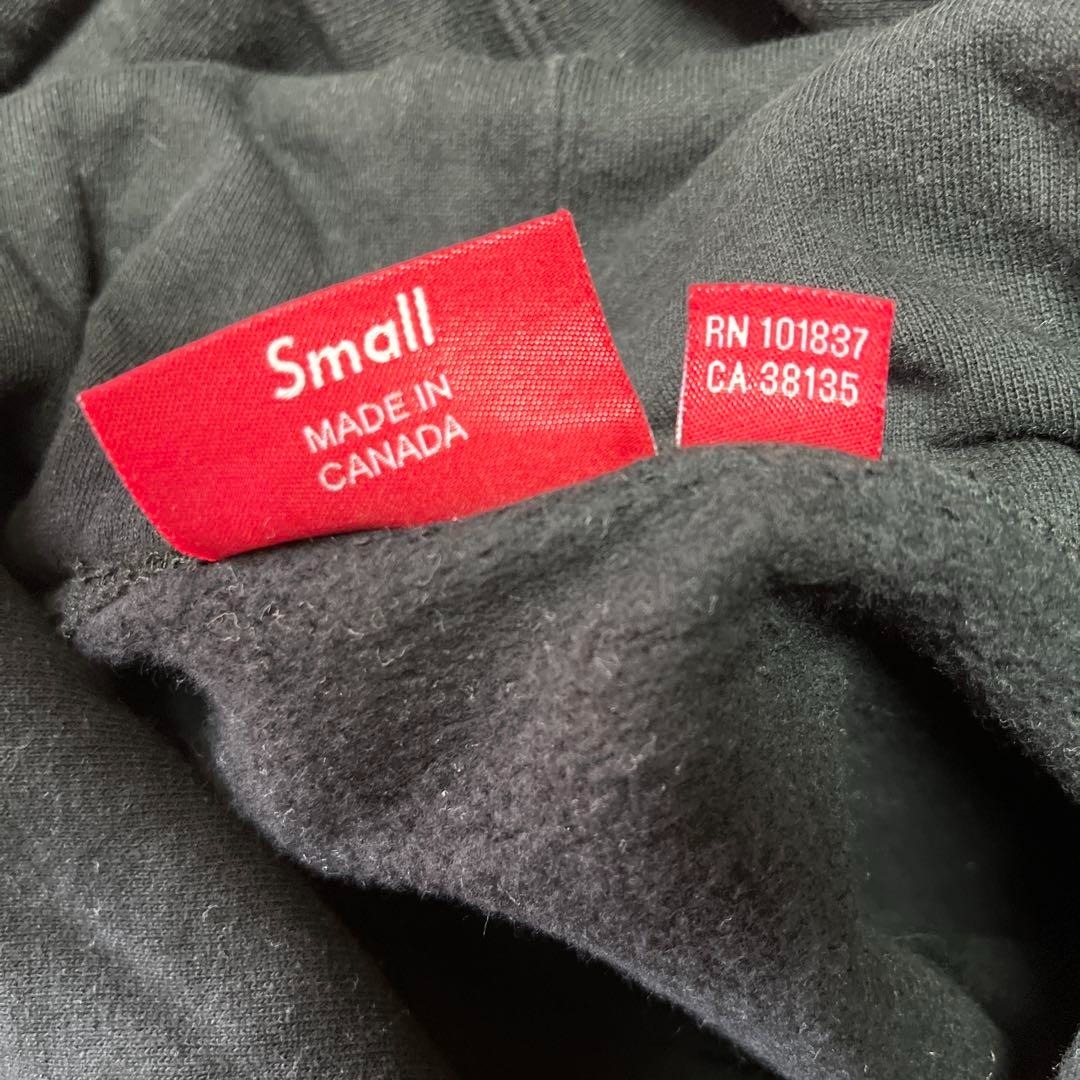 Small
MADE IN
CANADA
RN 101837
CA 38135